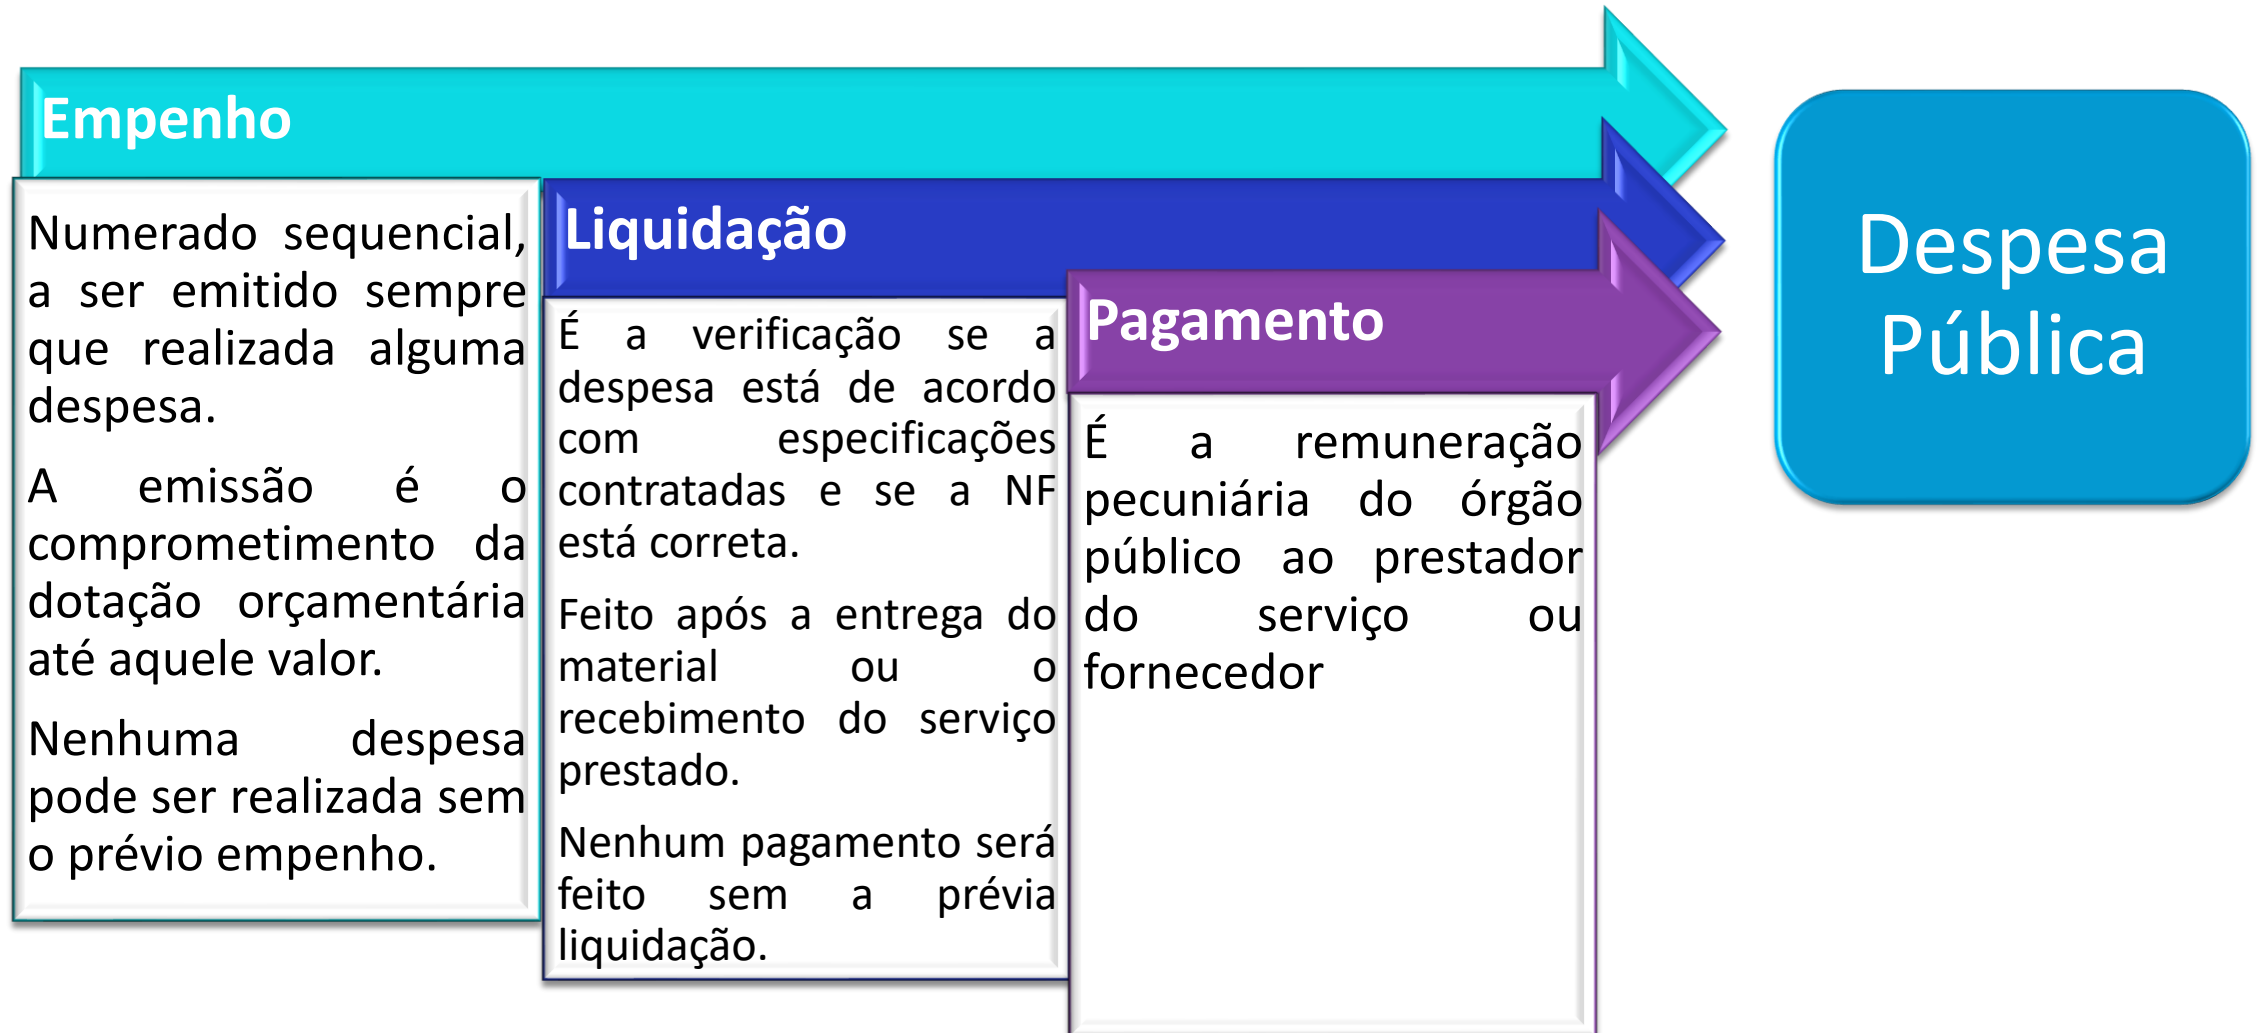 Empenho
Numerado sequencial,
a ser emitido sempre
que realizada alguma
despesa.
A emissão é o
comprometimento da
dotação orçamentária
até aquele valor.
Nenhuma despesa
pode ser realizada sem
o prévio empenho.
Liquidação
É a verificação se a
despesa está de acordo
com especificações
contratadas e se a NF
está correta.
Feito após a entrega do
material ou o
recebimento do serviço
prestado.
Nenhum pagamento será
feito sem a prévia
liquidação.
Pagamento
É a remuneração
pecuniária do órgão
público ao prestador
do serviço ou
fornecedor
Despesa
Pública